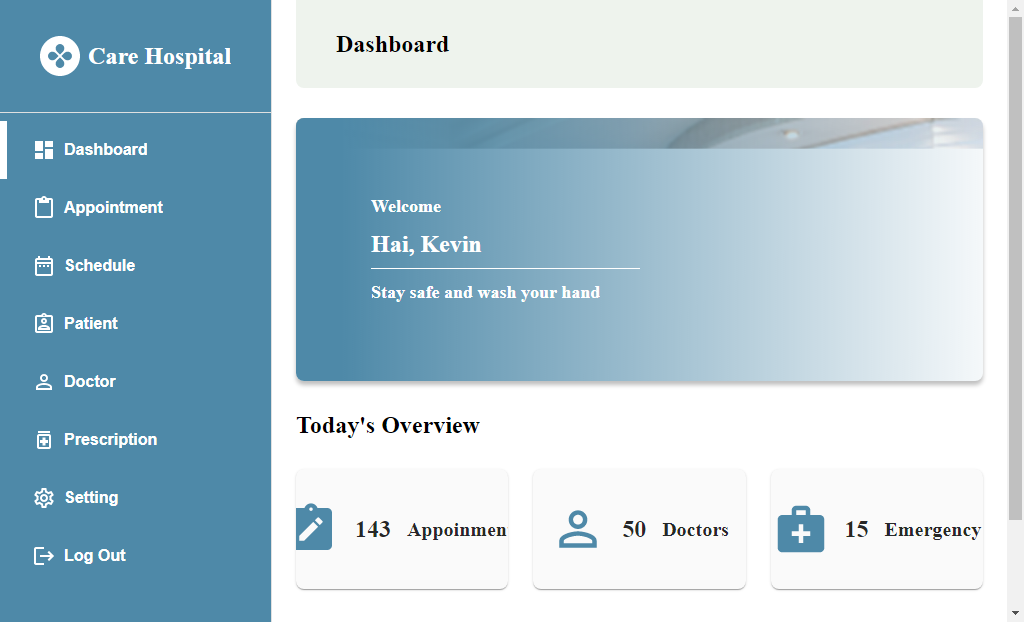 Care Hospital
Dashboard
Appointment
Schedule
Patient
Doctor
Prescription
Setting
Log Out
Dashboard
Welcome
Hai, Kevin
Stay safe and wash your hand
Today's Overview
143 Appoinmen
50 Doctors
15 Emergency